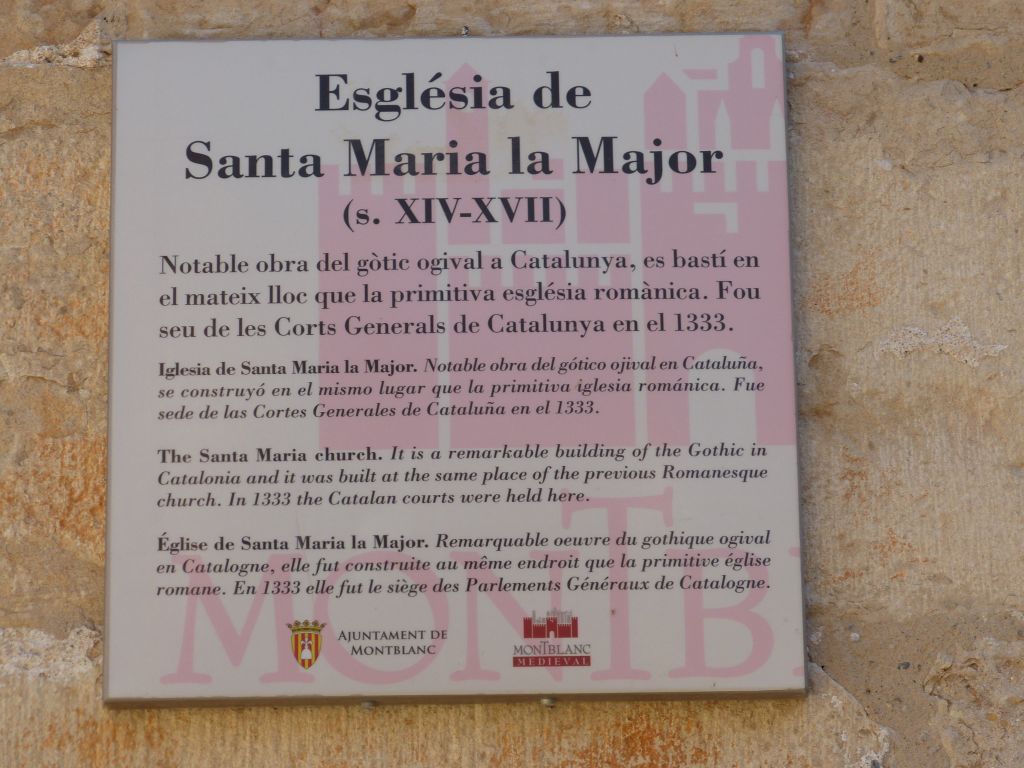 Església de
Santa Maria la Major
(s. XIV-XVII)
Notable obra del gòtic ogival a Catalunya, es bastí en
el mateix lloc que la primitiva església romànica. Fou
seu de les Corts Generals de Catalunya en el 1333.
Iglesia de Santa Maria la Major. Notable obra del gótico ojival en Cataluña,
se construyó en el mismo lugar que la primitiva iglesia románica. Fue
sede de las Cortes Generales de Cataluña en el 1333.
The Santa Maria church. It is a remarkable building of the Gothic in
Catalonia and it was built at the same place of the previous Romanesque
church. In 1333 the Catalan courts were held here.
Église de Santa Maria la Major. Remarquable oeuvre du gothique ogival
en Catalogne, elle fut construite au même endroit que la primitive église
romane. En 1333 elle fut le siège des Parlements Généraux de Catalogne.
MONTB
AJUNTAMENT DE
MONTBLANC
MONTBLANC
MEDIEVAL